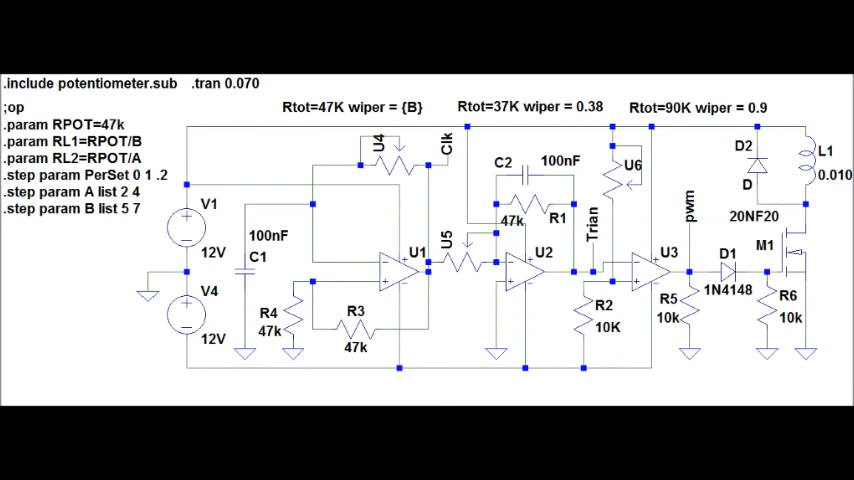 .include potentiometer.sub .tran 0.070
;op
.param RPOT=47k
.param RL1=RPOT/B
.param RL2=RPOT/A
.step param PerSet 0 1 .2
.step param A list 2 4
.step param B list 5 7
Rtot=47K wiper = {B}
Rtot=37K wiper = 0.38
Rtot=90K wiper = 0.9
U4
Clk
C2
100nF
U6
D2
D
L1
0.010
V1
12V
100nF
C1
U5
47k
R1
Trian
pwm
20NF20
M1
U1
U2
U3
D1
1N4148
V4
12V
R4
47k
R3
47k
R2
10K
R5
10k
R6
10k